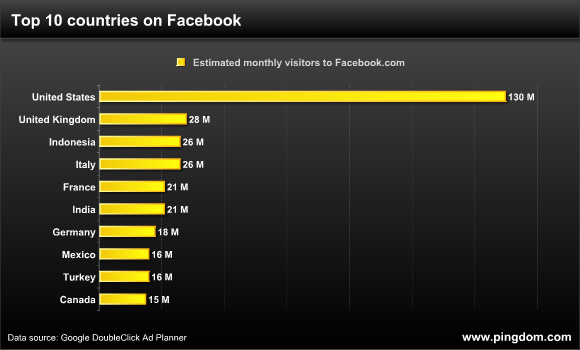 Top 10 countries on Facebook
Estimated monthly visitors to Facebook.com
United States 130 M
United Kingdom 28 M
Indonesia 26 M
Italy 26 M
France 21 M
India 21 M
Germany 18 M
Mexico 16 M
Turkey 16 M
Canada 15 M
Data source: Google DoubleClick Ad Planner
www.pingdom.com